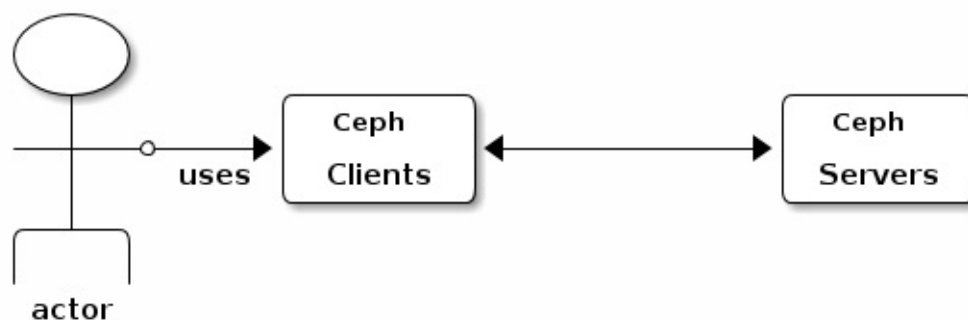 Ceph
Clients
Ceph
Servers
uses
actor